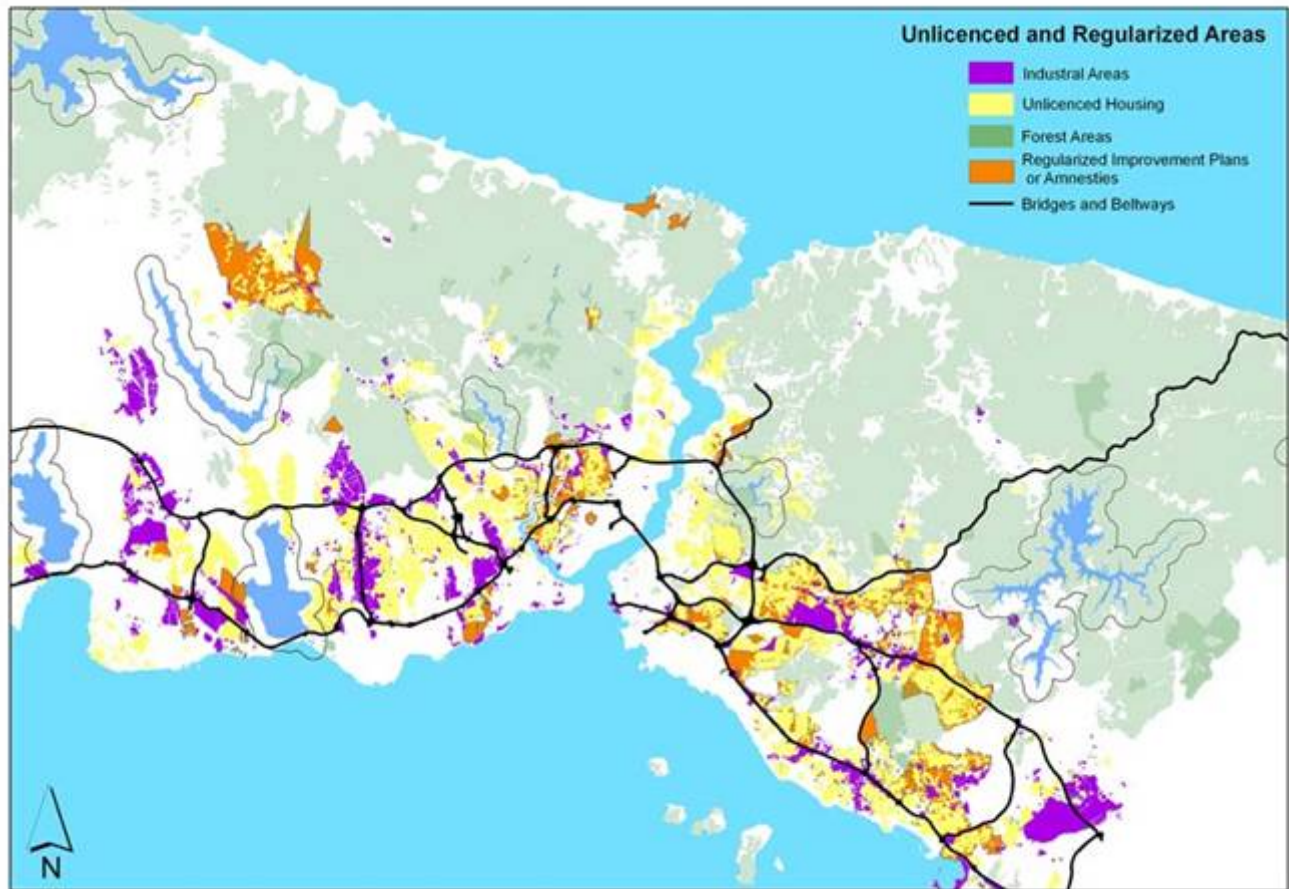 Unlicenced and Regularized Areas
Industral Areas
Unlicenced Housing
Forest Areas
Regularized Improvement Plans
or Amnesties
Bridges and Beltways
N